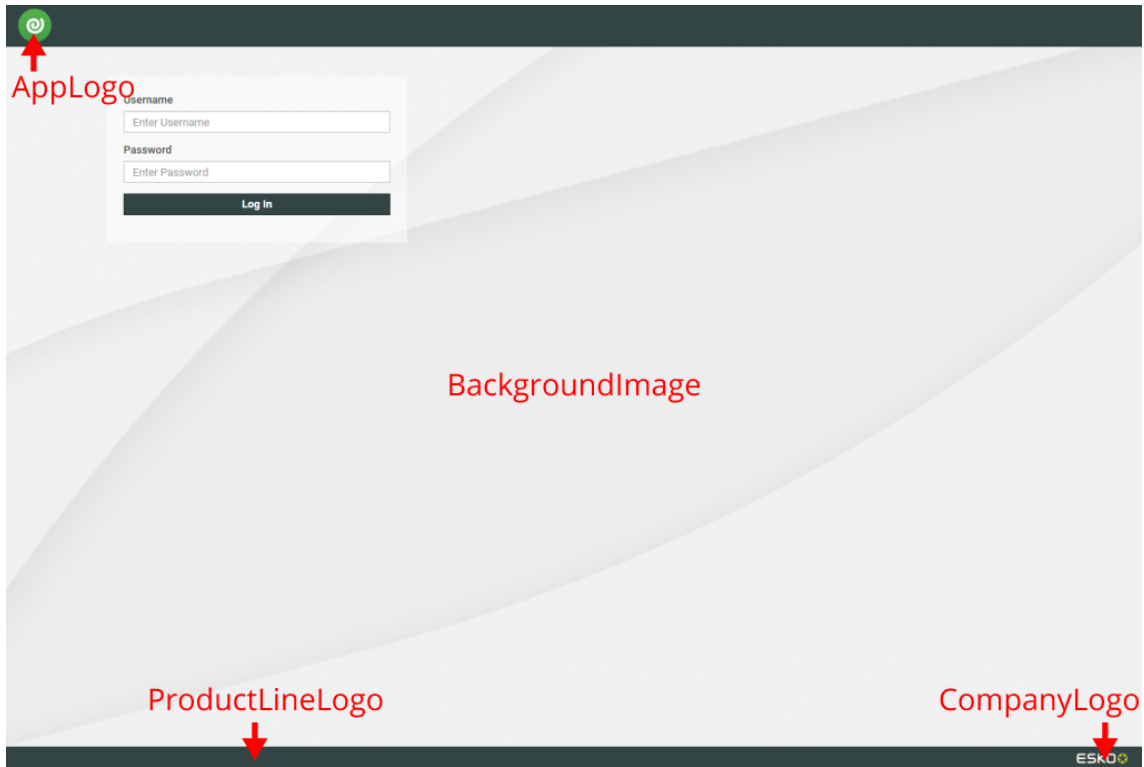 AppLogo
Username
Enter Username
Password
Enter Password
Log In
BackgroundImage
ProductLineLogo
CompanyLogo
ESKO